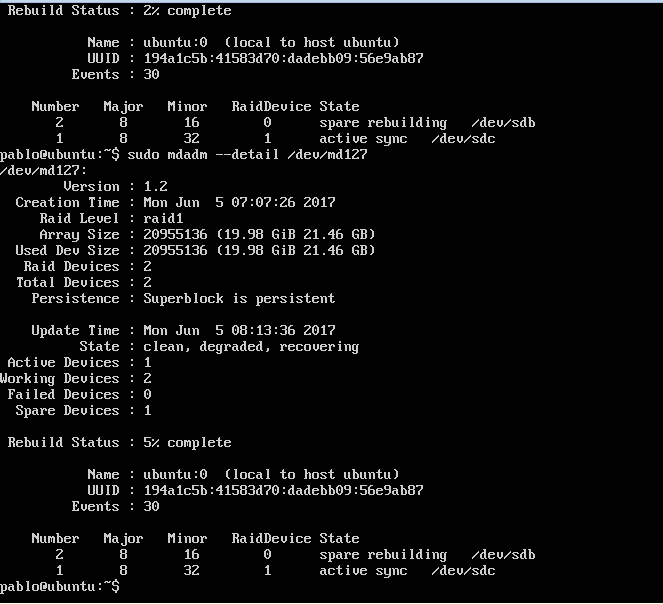 Rebuild Status : 2% complete
Name : ubuntu:0  (local to host ubuntu)
UUID : 194a1c5b:41583d70:dadebb09:56e9ab87
Events : 30
Number   Major   Minor   RaidDevice State
2       8       16        0      spare rebuilding   /dev/sdb
1       8       32        1      active sync   /dev/sdc
pablo@ubuntu:~$ sudo mdadm --detail /dev/md127
/dev/md127:
Version : 1.2
Creation Time : Mon Jun  5 07:07:26 2017
Raid Level : raid1
Array Size : 20955136 (19.98 GiB 21.46 GB)
Used Dev Size : 20955136 (19.98 GiB 21.46 GB)
Raid Devices : 2
Total Devices : 2
Persistence : Superblock is persistent
Update Time : Mon Jun  5 08:13:36 2017
State : clean, degraded, recovering
Active Devices : 1
Working Devices : 2
Failed Devices : 0
Spare Devices : 1
Rebuild Status : 5% complete
Name : ubuntu:0  (local to host ubuntu)
UUID : 194a1c5b:41583d70:dadebb09:56e9ab87
Events : 30
Number   Major   Minor   RaidDevice State
2       8       16        0      spare rebuilding   /dev/sdb
1       8       32        1      active sync   /dev/sdc
pablo@ubuntu:~$